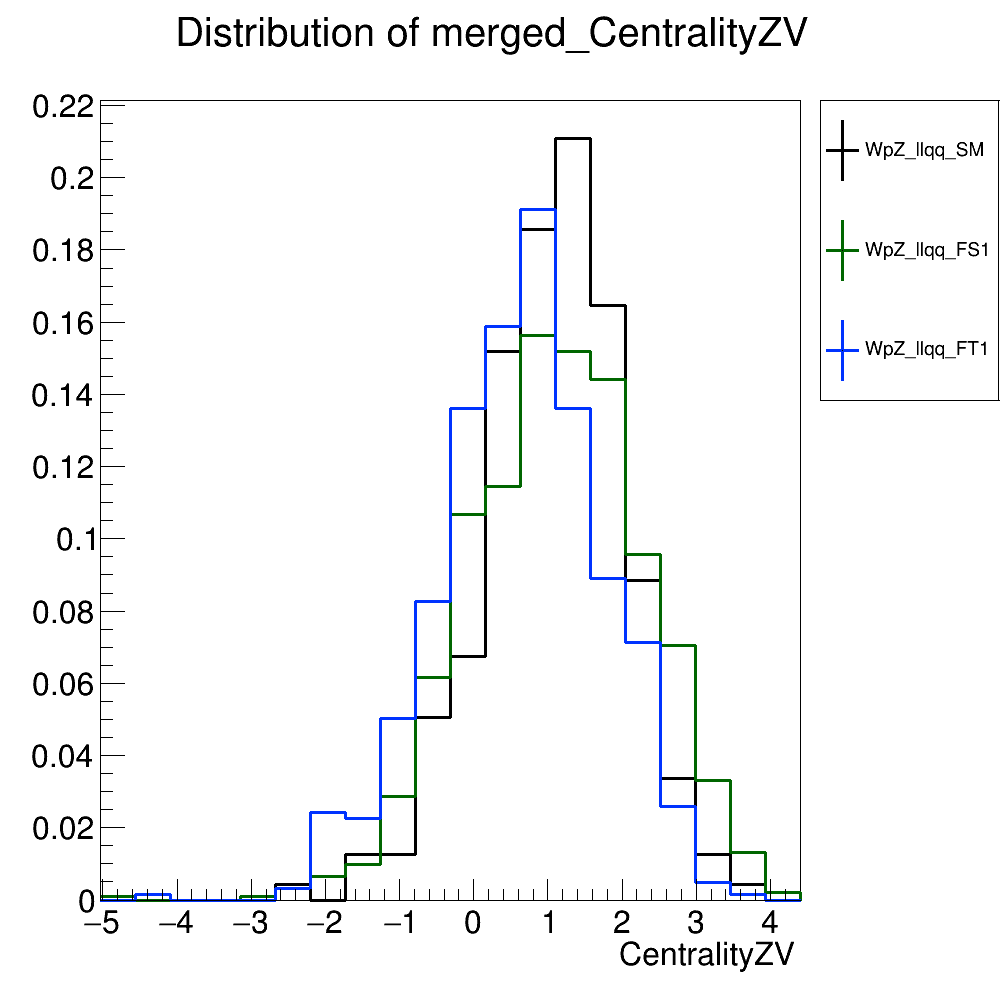 Distribution of merged_CentralityZV
0.22
0.2
0.18
0.16
0.14
0.12
0.1
0.08
0.06
0.04
0.02
0
−5 −4 −3 −2 −1 0 1 2 3 4
CentralityZV
WpZ_llqq_SM
WpZ_llqq_FS1
WpZ_llqq_FT1